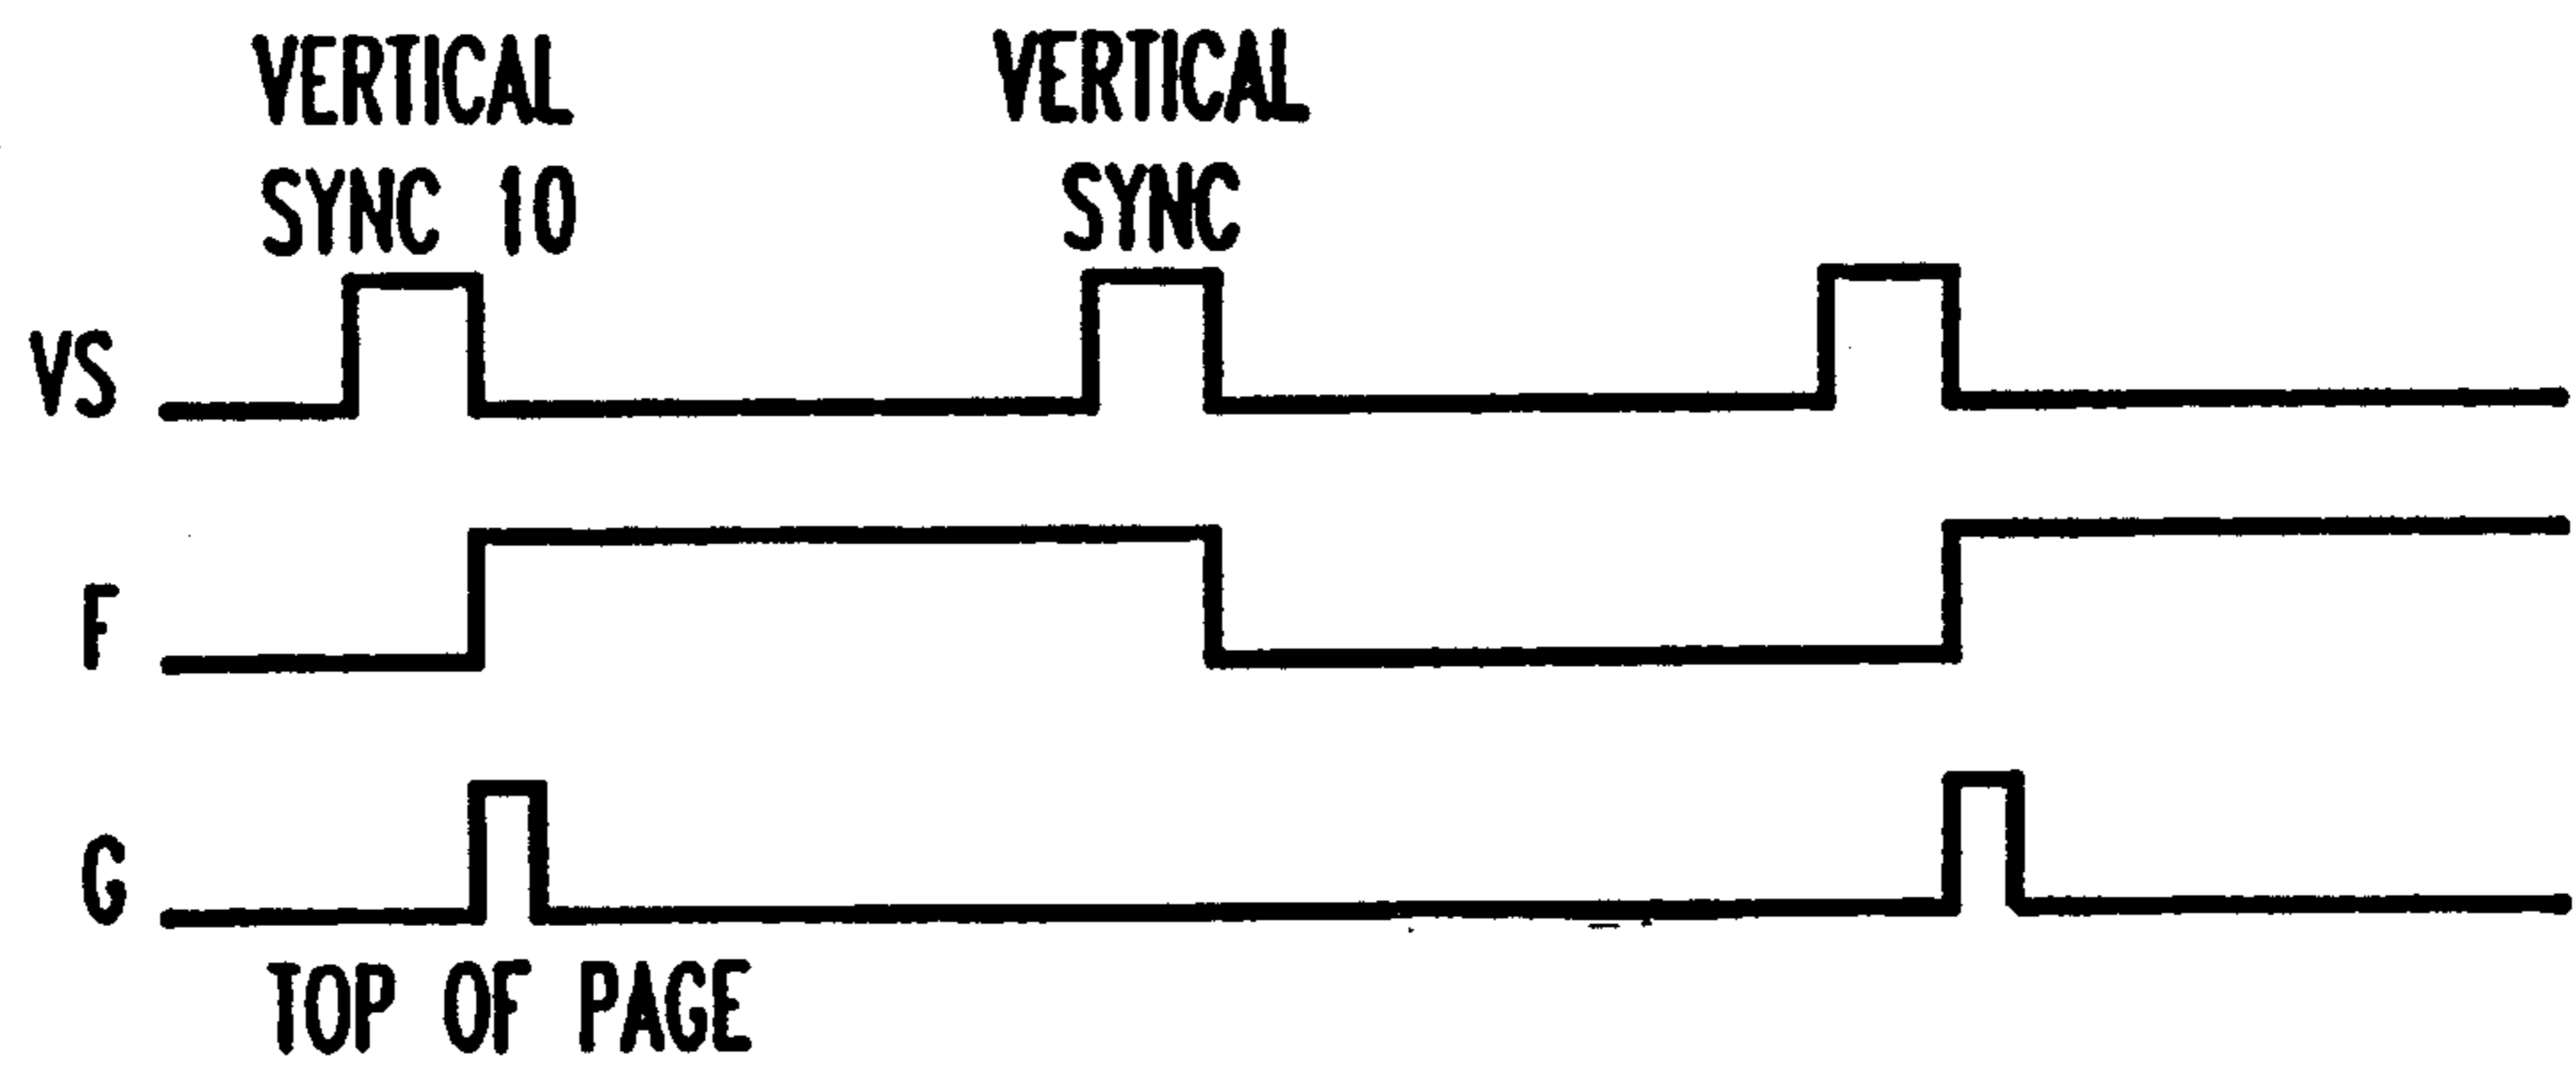 VERTICAL
SYNC 10
VERTICAL
SYNC
VS
F
G
TOP OF PAGE